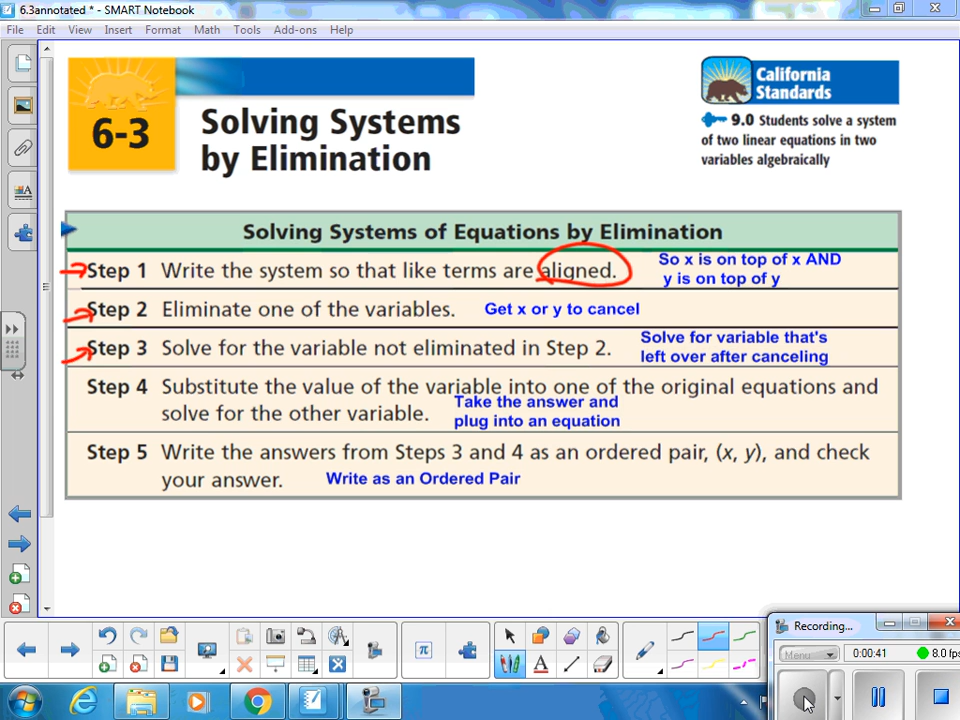 6.3annotated * - SMART Notebook
File Edit View Insert Format Math Tools Add-ons Help
6-3
Solving Systems
by Elimination
California
Standards
9.0 Students solve a system
of two linear equations in two
variables algebraically
Solving Systems of Equations by Elimination
Step 1 Write the system so that like terms are aligned.
So x is on top of x AND
y is on top of y
Step 2 Eliminate one of the variables.
Get x or y to cancel
Step 3 Solve for the variable not eliminated in Step 2.
Solve for variable that's
left over after canceling
Step 4 Substitute the value of the variable into one of the original equations and
solve for the other variable.
Take the answer and
plug into an equation
Step 5 Write the answers from Steps 3 and 4 as an ordered pair, (x, y), and check
your answer.
Write as an Ordered Pair
Recording...
Menu
0:00:41
8.0 fps